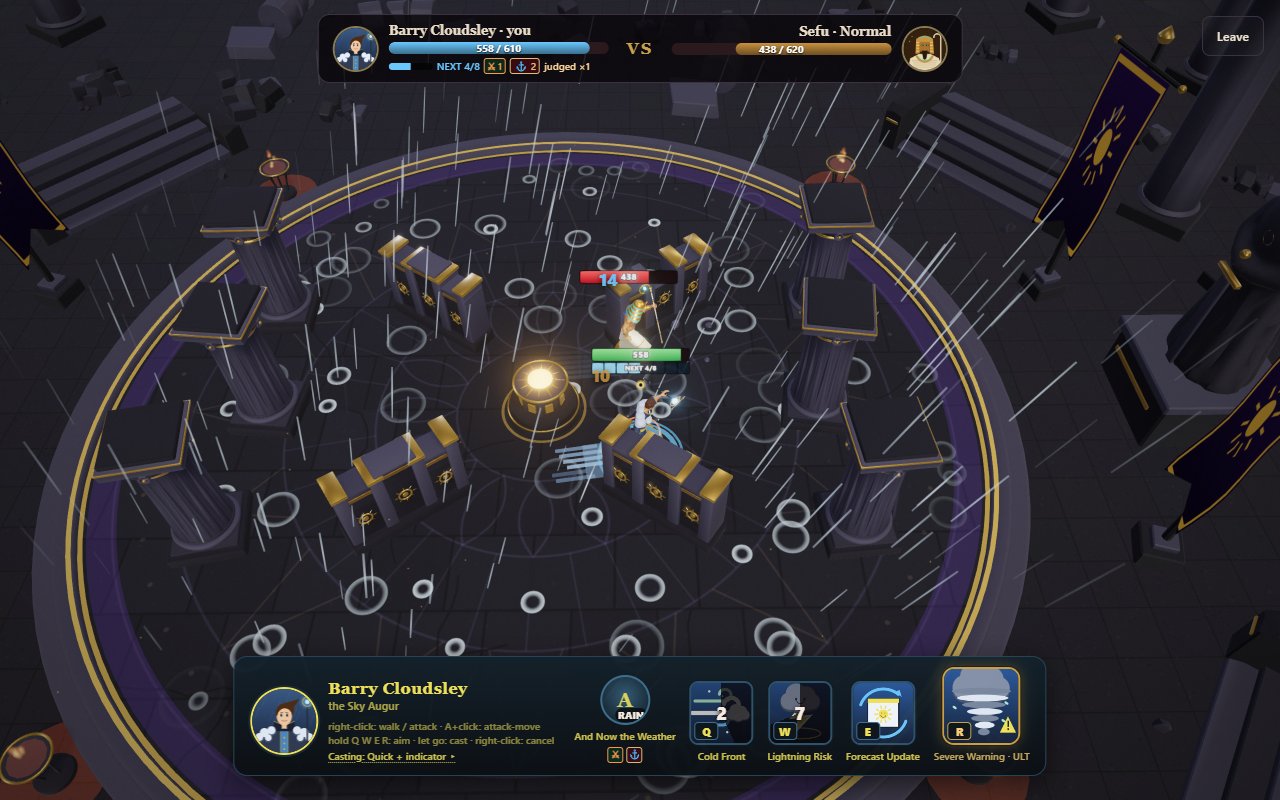 Barry Cloudsley · you
558 / 610
NEXT 4/8 1 2 judged ×1
VS
Sefu · Normal
438 / 620
Leave
14 438
558
NEXT 4/8
10
Barry Cloudsley
the Sky Augur
right-click: walk / attack · A+click: attack-move
hold Q W E R: aim · let go: cast · right-click: cancel
Casting: Quick + indicator
A
RAIN
And Now the Weather
2
Q
Cold Front
7
W
Lightning Risk
E
Forecast Update
R
Severe Warning · ULT